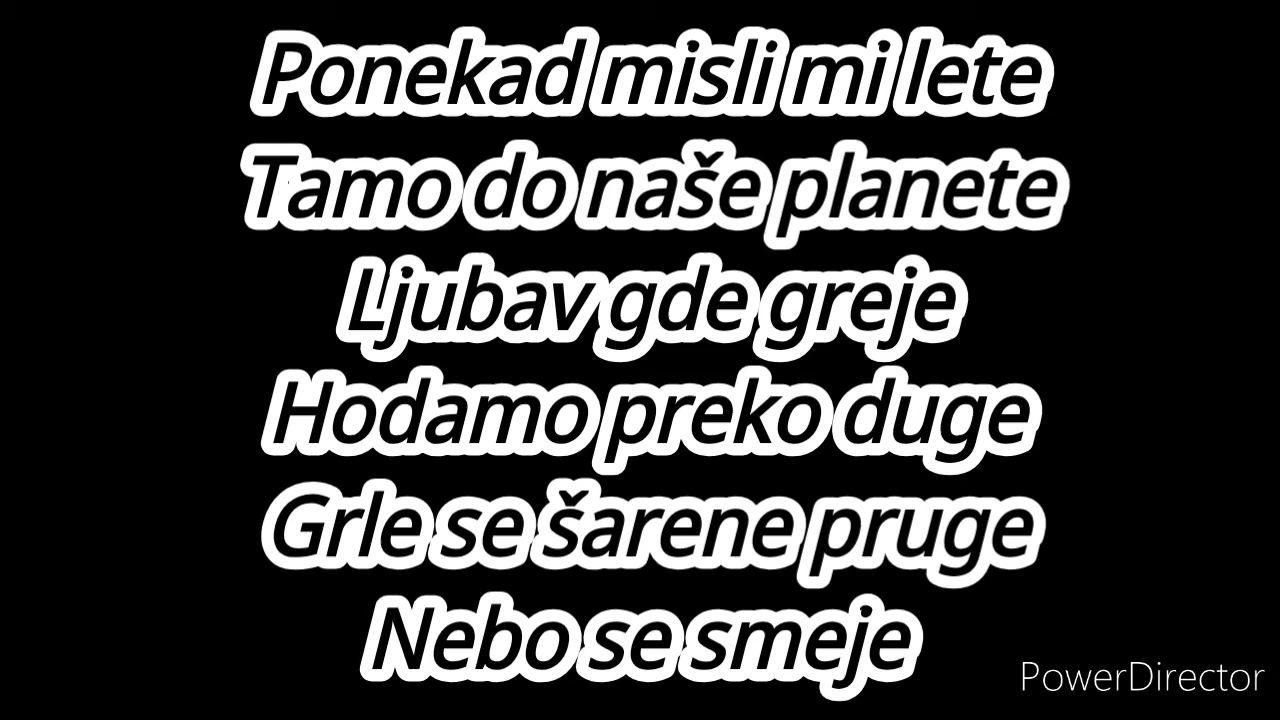 Ponekad misli mi lete
Tamo do naše planete
Ljubav gde greje
Hodamo preko duge
Grle se šarene pruge
Nebo se smeje
PowerDirector